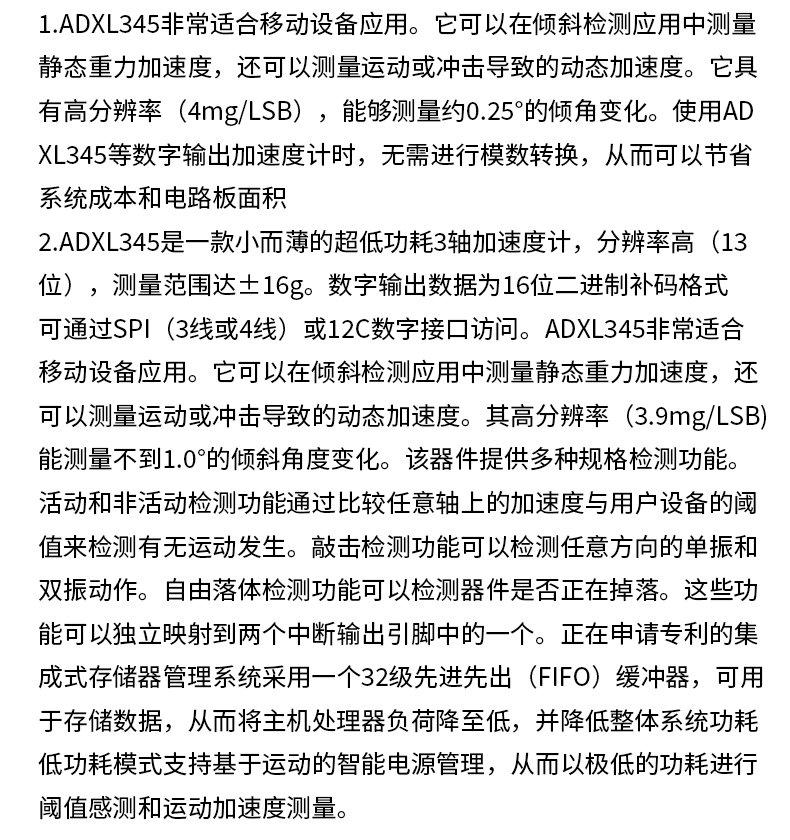 1.ADXL345非常适合移动设备应用。它可以在倾斜检测应用中测量
静态重力加速度，还可以测量运动或冲击导致的动态加速度。它具
有高分辨率（4mg/LSB），能够测量约0.25°的倾角变化。使用AD
XL345等数字输出加速度计时，无需进行模数转换，从而可以节省
系统成本和电路板面积
2.ADXL345是一款小而薄的超低功耗3轴加速度计，分辨率高（13
位），测量范围达±16g。数字输出数据为16位二进制补码格式
可通过SPI（3线或4线）或12C数字接口访问。ADXL345非常适合
移动设备应用。它可以在倾斜检测应用中测量静态重力加速度，还
可以测量运动或冲击导致的动态加速度。其高分辨率（3.9mg/LSB)
能测量不到1.0°的倾斜角度变化。该器件提供多种规格检测功能。
活动和非活动检测功能通过比较任意轴上的加速度与用户设备的阈
值来检测有无运动发生。敲击检测功能可以检测任意方向的单振和
双振动作。自由落体检测功能可以检测器件是否正在掉落。这些功
能可以独立映射到两个中断输出引脚中的一个。正在申请专利的集
成式存储器管理系统采用一个32级先进先出（FIFO）缓冲器，可用
于存储数据，从而将主机处理器负荷降至低，并降低整体系统功耗
低功耗模式支持基于运动的智能电源管理，从而以极低的功耗进行
阈值感测和运动加速度测量。